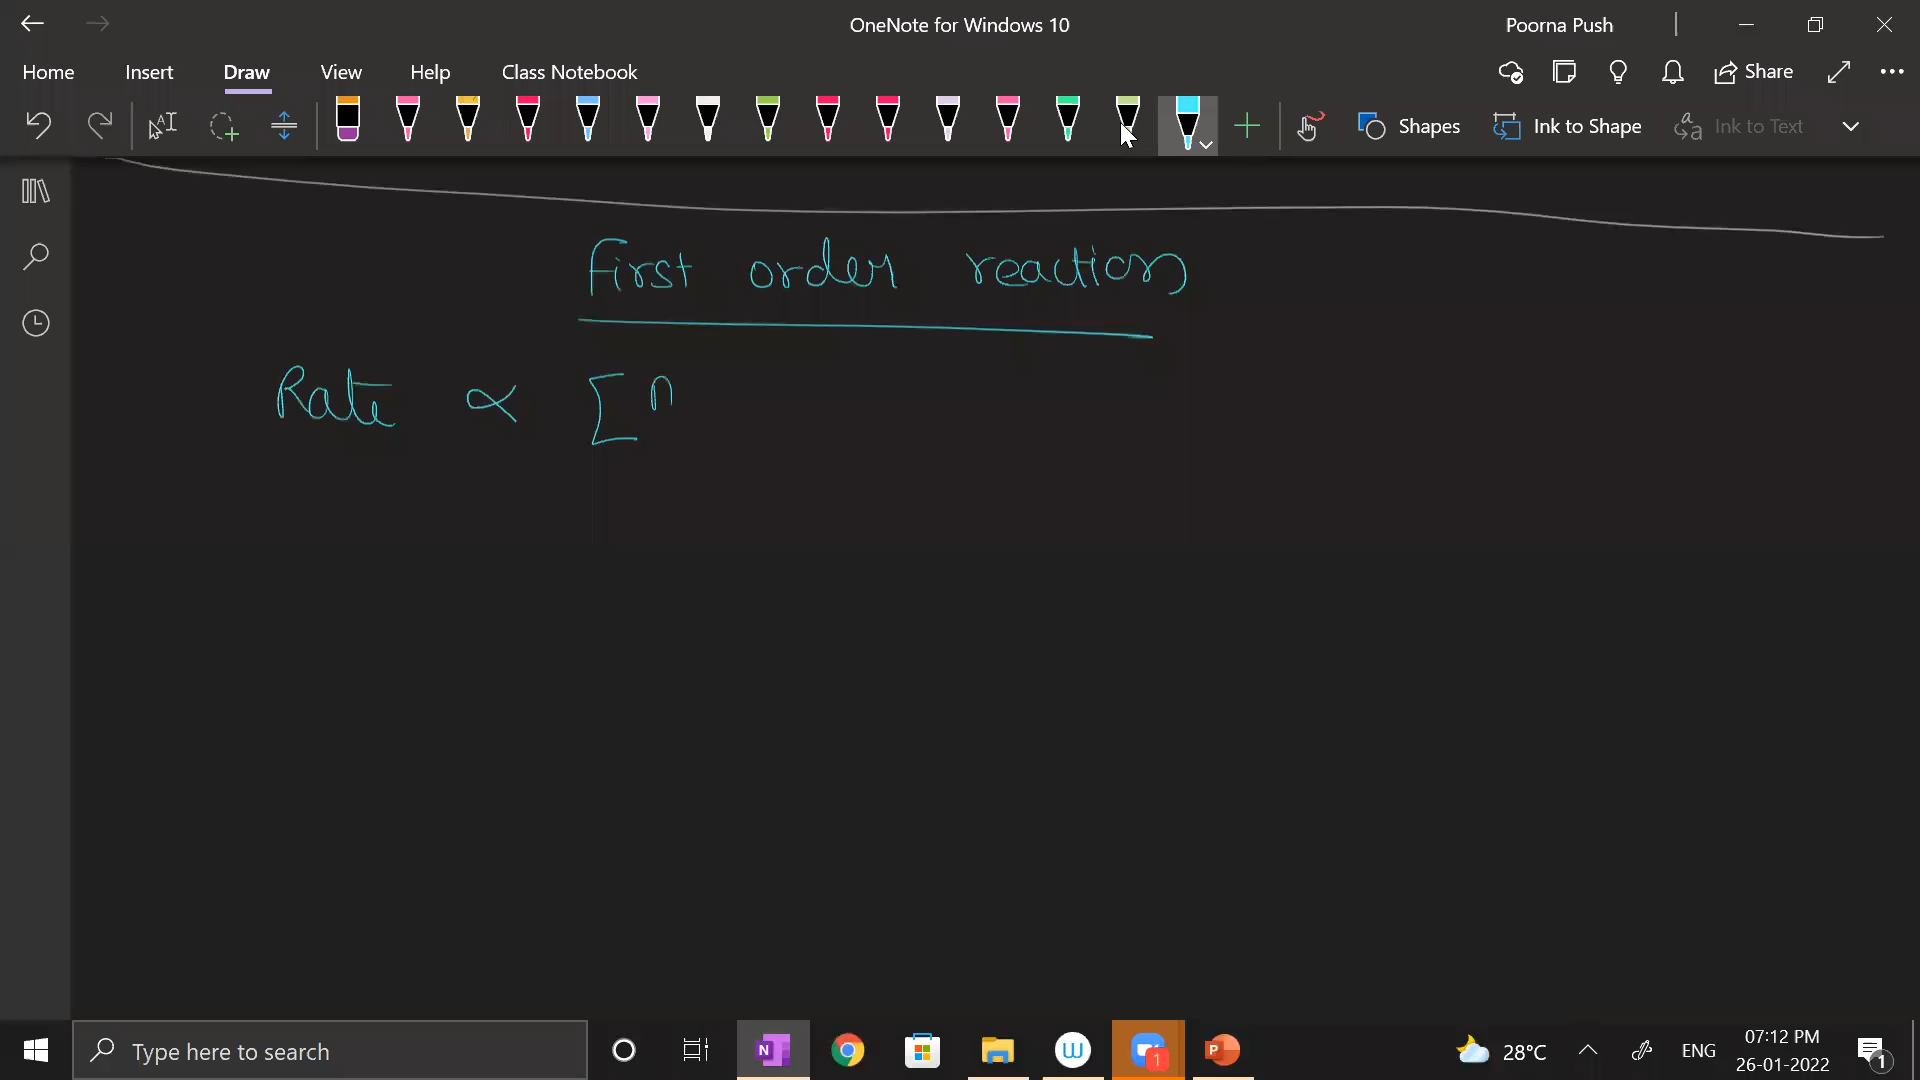 OneNote for Windows 10
Poorna Push
Home Insert Draw View Help Class Notebook
Share
Shapes Ink to Shape Ink to Text
First order reaction
Rate ∝ [
Type here to search
28°C ENG 07:12 PM
26-01-2022